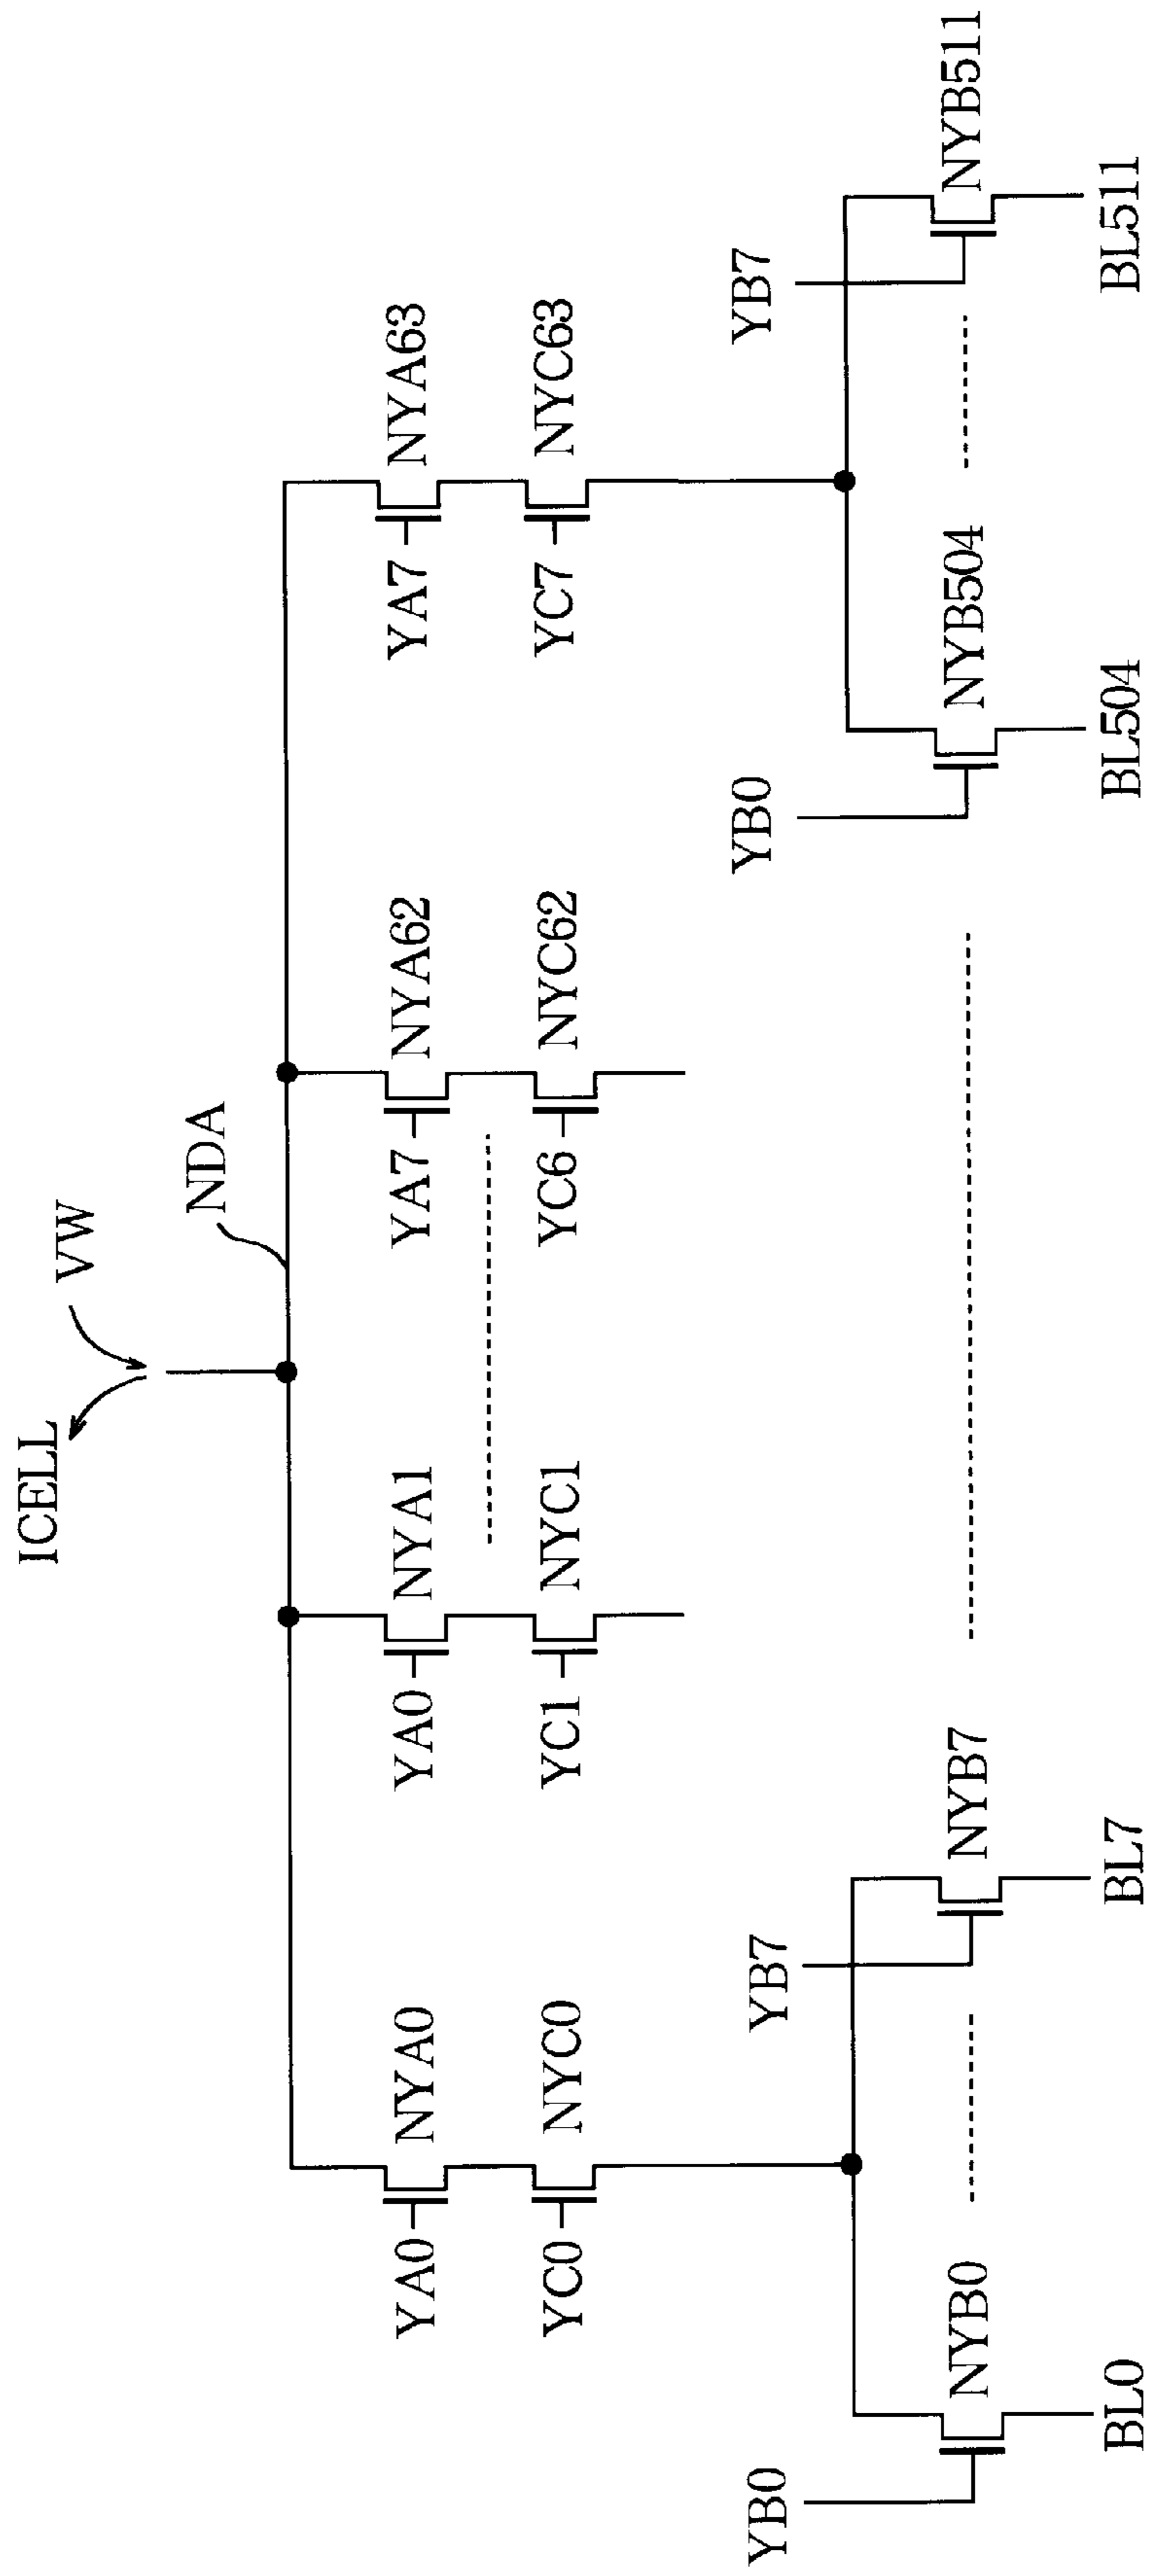 ICELL
VW
NDA
YA0
NYA0
YA0
NYA1
YA7
NYA62
YA7
NYA63
YC0
NYC0
YC1
NYC1
YC6
NYC62
YC7
NYC63
YB0
YB7
YB0
YB7
NYB0
NYB7
NYB504
NYB511
BL0
BL7
BL504
BL511